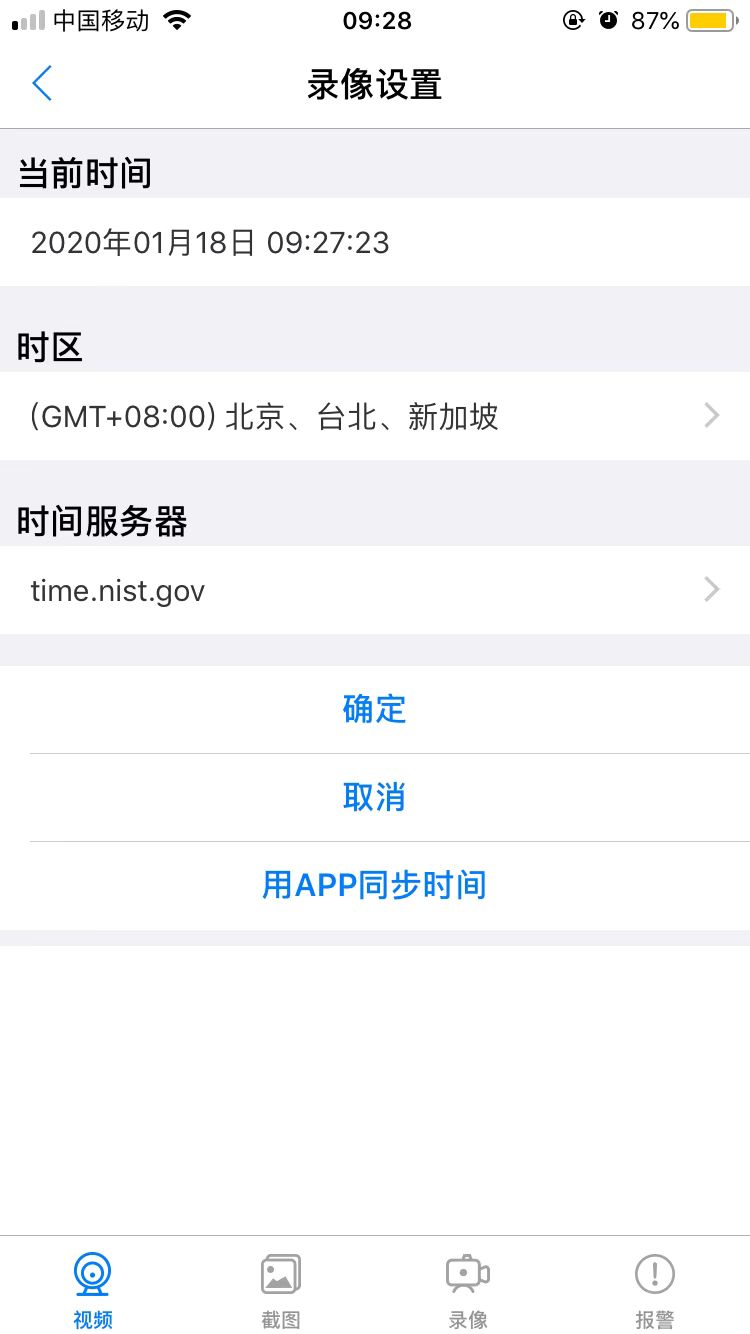 中国移动 09:28 87%
录像设置
当前时间
2020年01月18日 09:27:23
时区
(GMT+08:00) 北京、台北、新加坡
时间服务器
time.nist.gov
确定
取消
用APP同步时间
视频 截图 录像 报警